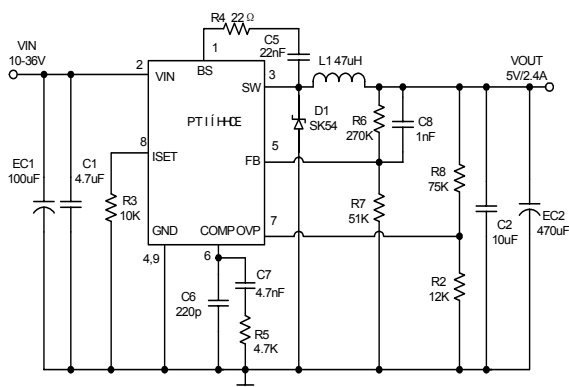 R4 22Ω
C5
22nF
VIN
10-36V
1
BS
2
VIN
SW
3
L1 47uH
VOUT
5V/2.4A
D1
SK54
R6
270K
C8
1nF
8
ISET
5
FB
EC1
100uF
C1
4.7uF
R3
10K
R7
51K
R8
75K
GND
COMP
OVP
7
4,9
6
C7
4.7nF
C6
220p
R5
4.7K
R2
12K
C2
10uF
EC2
470uF